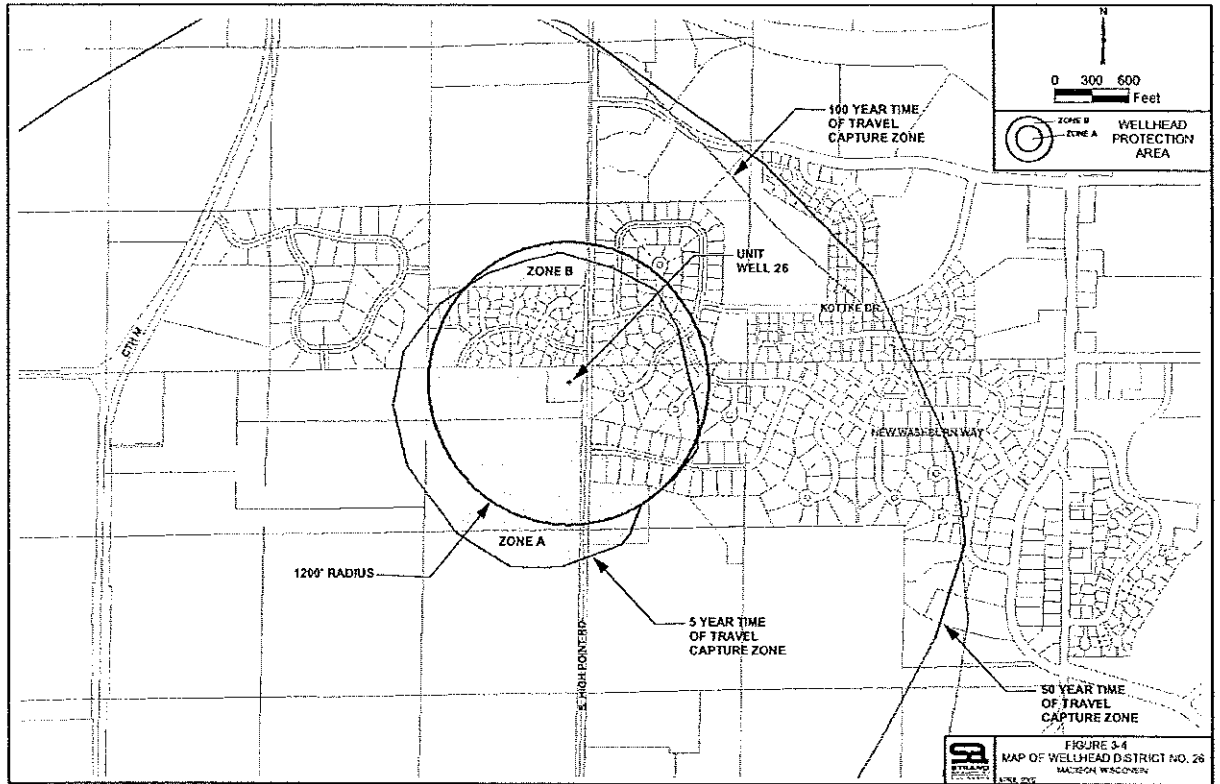 N
0 300 600
Feet
ZONE B
ZONE A
WELLHEAD
PROTECTION
AREA
100 YEAR TIME
OF TRAVEL
CAPTURE ZONE
UNIT
WELL 26
ZONE B
KOTTKE DR.
CTH M
NEW WASHBURN WAY
ZONE A
1200' RADIUS
5 YEAR TIME
OF TRAVEL
CAPTURE ZONE
S. HIGH POINT RD
50 YEAR TIME
OF TRAVEL
CAPTURE ZONE
FIGURE 3-4
MAP OF WELLHEAD DISTRICT NO. 26
MADISON WISCONSIN
sa
STRAND